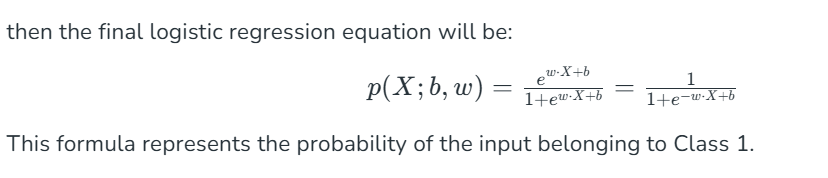 then the final logistic regression equation will be:
p(X; b, w) = e^{w·X+b} / 1+e^{w·X+b} = 1 / 1+e^{−w·X+b}
This formula represents the probability of the input belonging to Class 1.